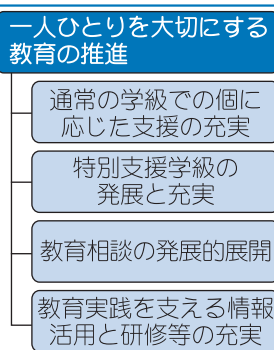 一人ひとりを大切にする
教育の推進
通常の学級での個に
応じた支援の充実
特別支援学級の
発展と充実
教育相談の発展的展開
教育実践を支える情報
活用と研修等の充実